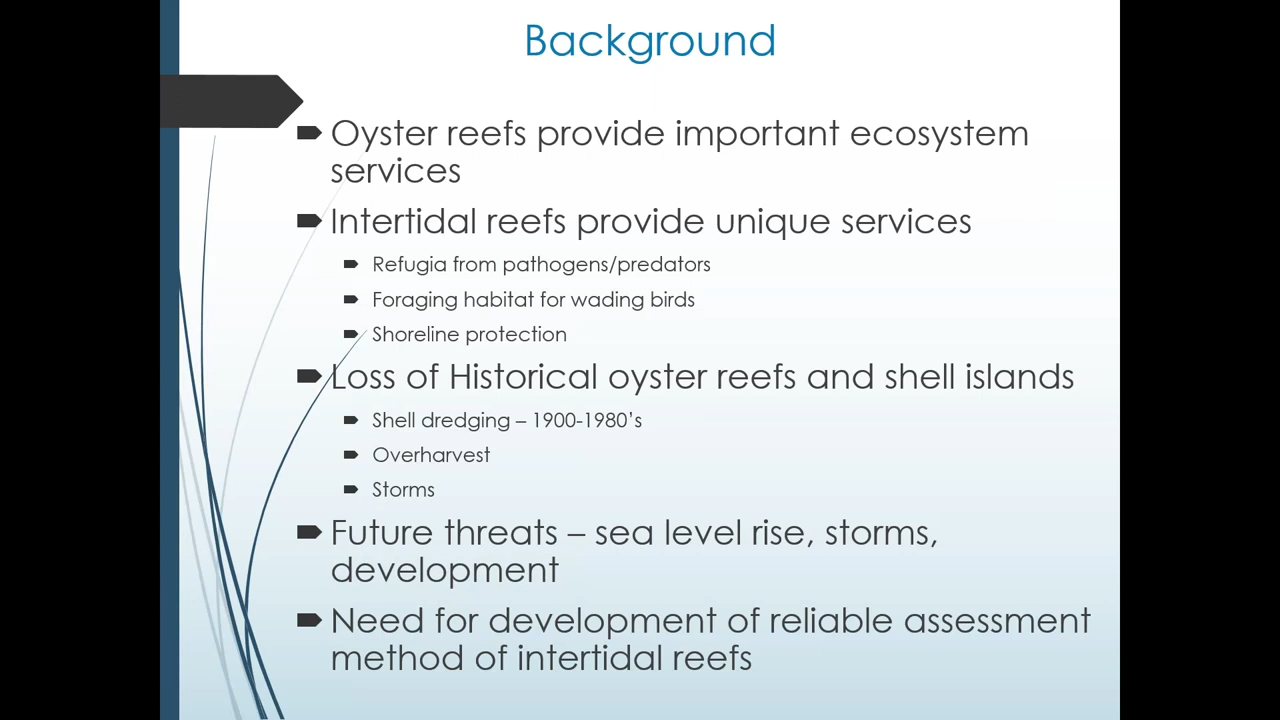 Background
Oyster reefs provide important ecosystem
services
Intertidal reefs provide unique services
Refugia from pathogens/predators
Foraging habitat for wading birds
Shoreline protection
Loss of Historical oyster reefs and shell islands
Shell dredging – 1900-1980’s
Overharvest
Storms
Future threats – sea level rise, storms,
development
Need for development of reliable assessment
method of intertidal reefs